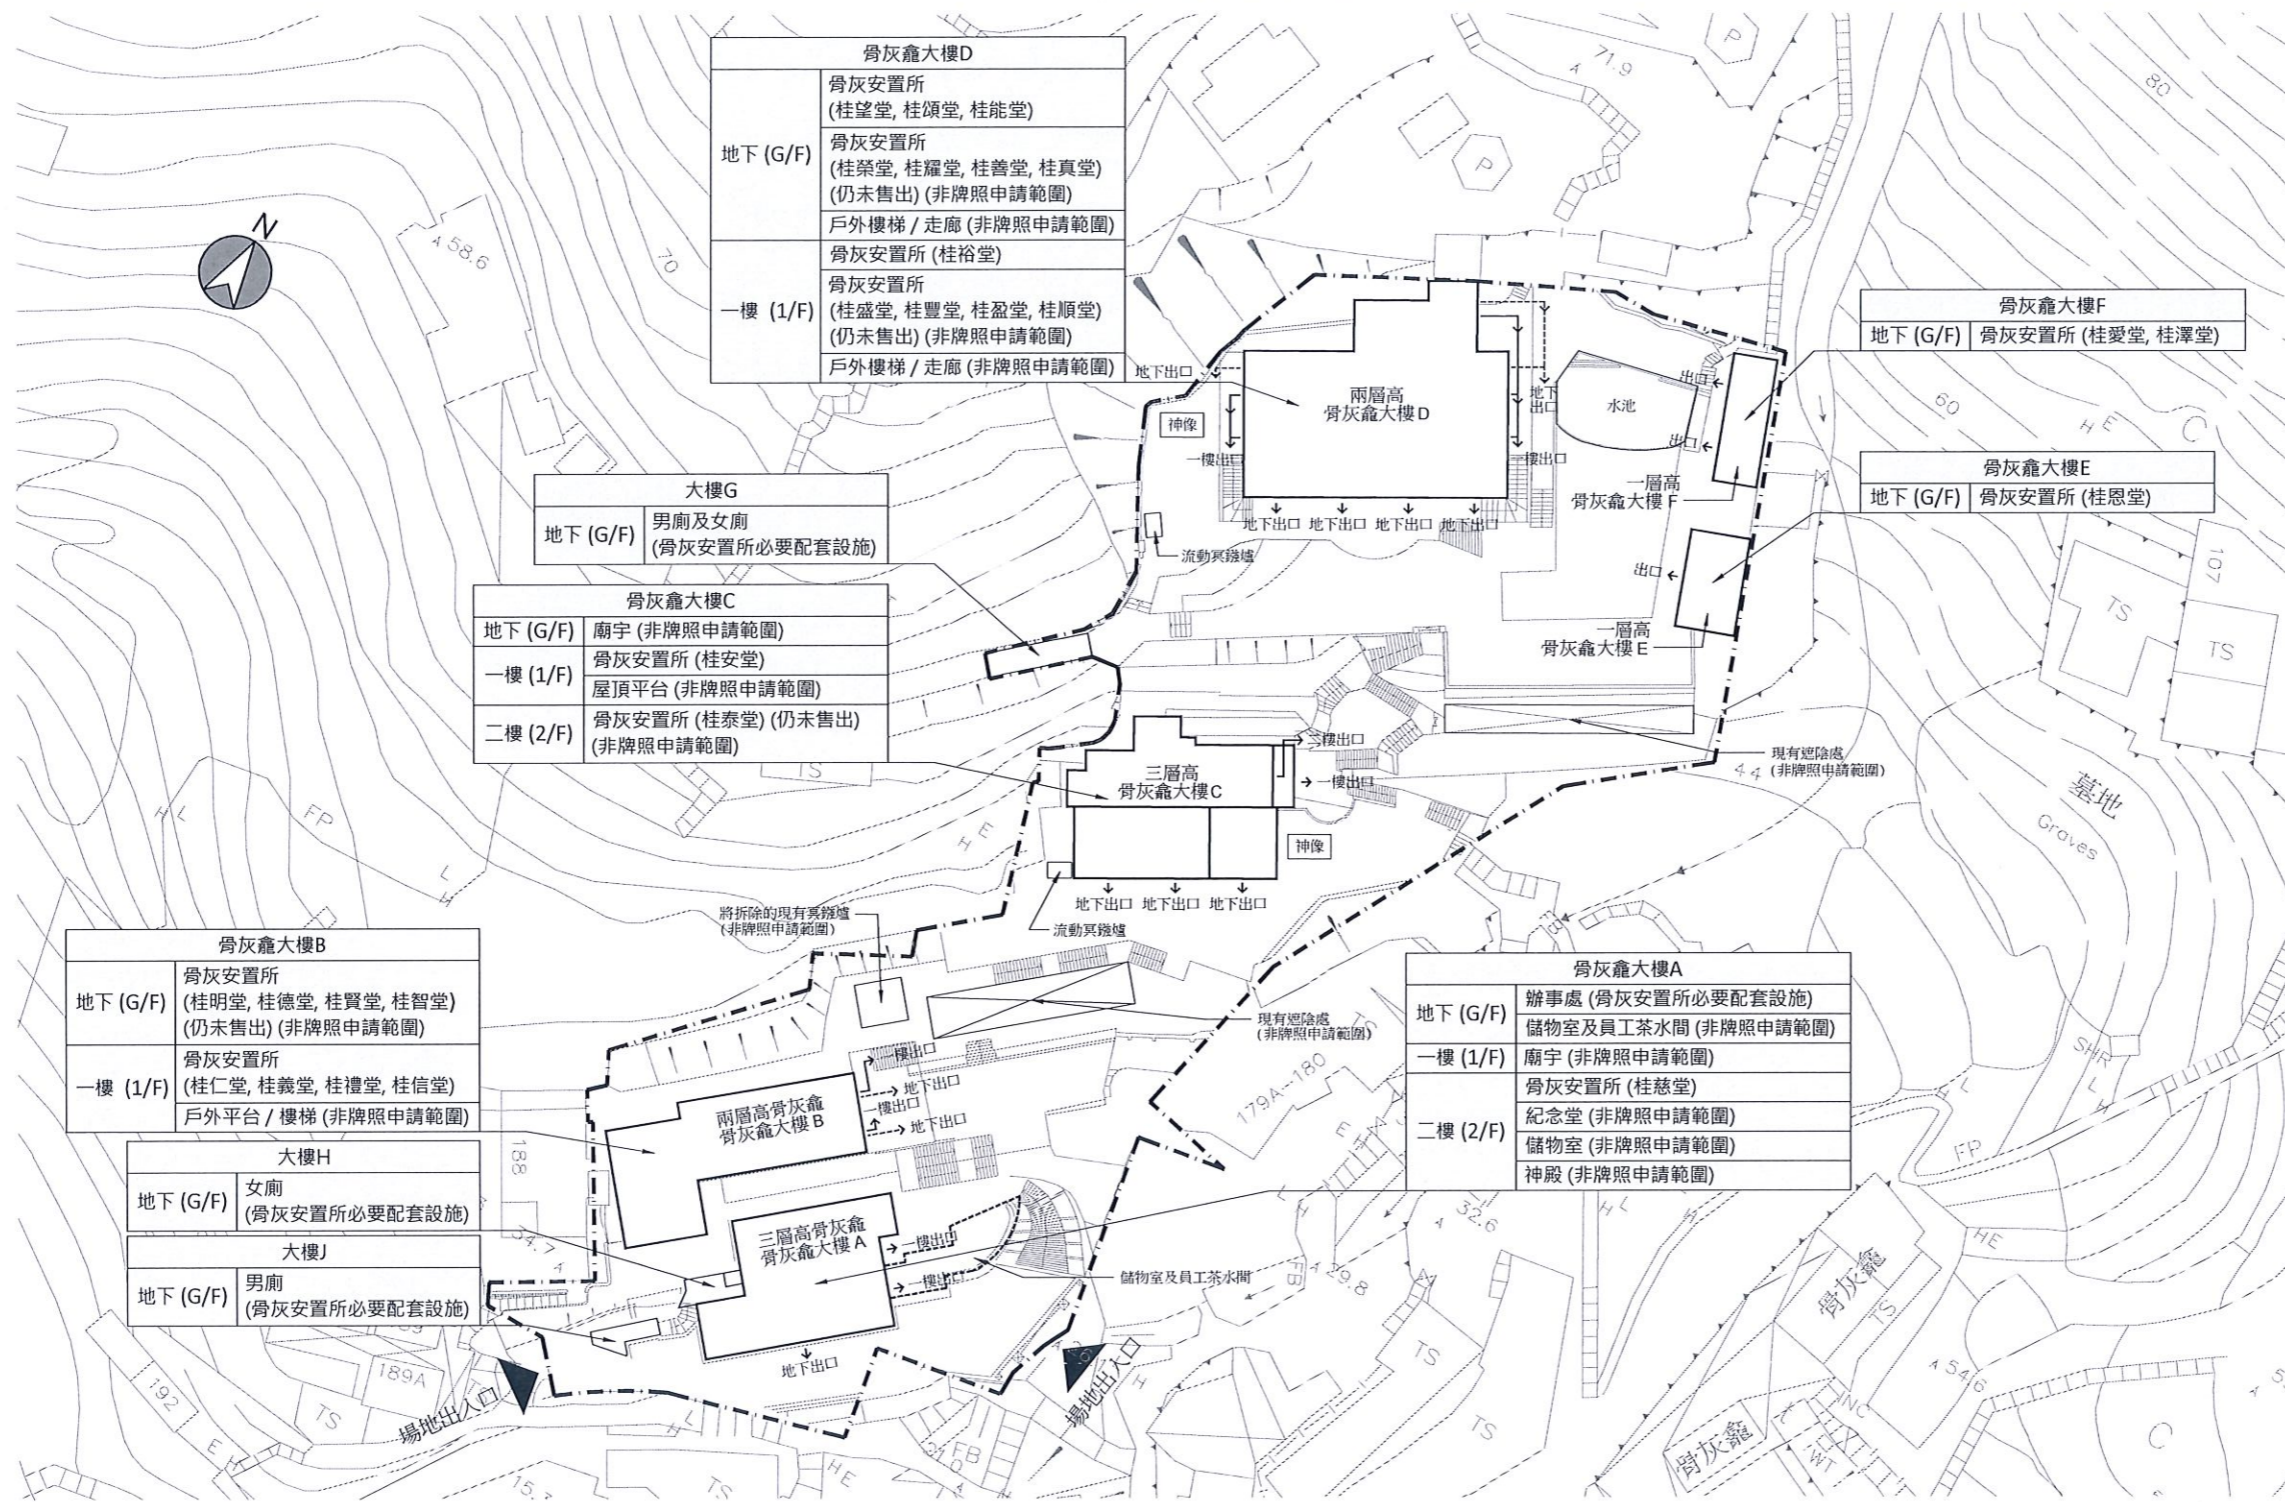 骨灰龕大樓D
地下 (G/F)
骨灰安置所
(桂望堂, 桂頌堂, 桂能堂)
骨灰安置所
(桂榮堂, 桂耀堂, 桂善堂, 桂真堂)
(仍未售出) (非牌照申請範圍)
戶外樓梯 / 走廊 (非牌照申請範圍)
一樓 (1/F)
骨灰安置所 (桂裕堂)
骨灰安置所
(桂盛堂, 桂豐堂, 桂盈堂, 桂順堂)
(仍未售出) (非牌照申請範圍)
戶外樓梯 / 走廊 (非牌照申請範圍)
P
71.9
80
P
N
58.6
70
骨灰龕大樓F
地下 (G/F)
骨灰安置所 (桂愛堂, 桂澤堂)
地下出口
兩層高
骨灰龕大樓D
地下
出口
水池
出口
出口
神像
一樓出口
一樓出口
60
H E
C
骨灰龕大樓E
地下 (G/F)
骨灰安置所 (桂恩堂)
一層高
骨灰龕大樓F
地下出口
地下出口
地下出口
地下出口
流動冥鏹爐
出口
一層高
骨灰龕大樓E
107
TS
TS
大樓G
地下 (G/F)
男廁及女廁
(骨灰安置所必要配套設施)
骨灰龕大樓C
地下 (G/F)
廟宇 (非牌照申請範圍)
一樓 (1/F)
骨灰安置所 (桂安堂)
屋頂平台 (非牌照申請範圍)
二樓 (2/F)
骨灰安置所 (桂泰堂) (仍未售出)
(非牌照申請範圍)
TS
二樓出口
一樓出口
三層高
骨灰龕大樓C
現有遮陰處
(非牌照申請範圍)
44
墓地
Graves
H L
FP
L
H
H E
神像
地下出口
地下出口
地下出口
流動冥鏹爐
將拆除的現有冥鏹爐
(非牌照申請範圍)
骨灰龕大樓B
地下 (G/F)
骨灰安置所
(桂明堂, 桂德堂, 桂賢堂, 桂智堂)
(仍未售出) (非牌照申請範圍)
一樓 (1/F)
骨灰安置所
(桂仁堂, 桂義堂, 桂禮堂, 桂信堂)
戶外平台 / 樓梯 (非牌照申請範圍)
骨灰龕大樓A
地下 (G/F)
辦事處 (骨灰安置所必要配套設施)
儲物室及員工茶水間 (非牌照申請範圍)
一樓 (1/F)
廟宇 (非牌照申請範圍)
二樓 (2/F)
骨灰安置所 (桂慈堂)
紀念堂 (非牌照申請範圍)
儲物室 (非牌照申請範圍)
神殿 (非牌照申請範圍)
現有遮陰處
(非牌照申請範圍)
TS
179A-180
一樓出口
地下出口
一樓出口
地下出口
兩層高骨灰龕
骨灰龕大樓B
188
SHR
L
H
H L
FP
HE
大樓H
地下 (G/F)
女廁
(骨灰安置所必要配套設施)
大樓J
地下 (G/F)
男廁
(骨灰安置所必要配套設施)
三層高骨灰龕
骨灰龕大樓A
一樓出口
一樓出口
儲物室及員工茶水間
地下出口
32.6
29.8
FB
L
H
H L
H
骨灰龕
TS
189A
192
TS
E
H
場地出入口
場地出入口
H
L
H
FB
HE
TS
TS
TS
54.6
INC
WT
骨灰龕
C